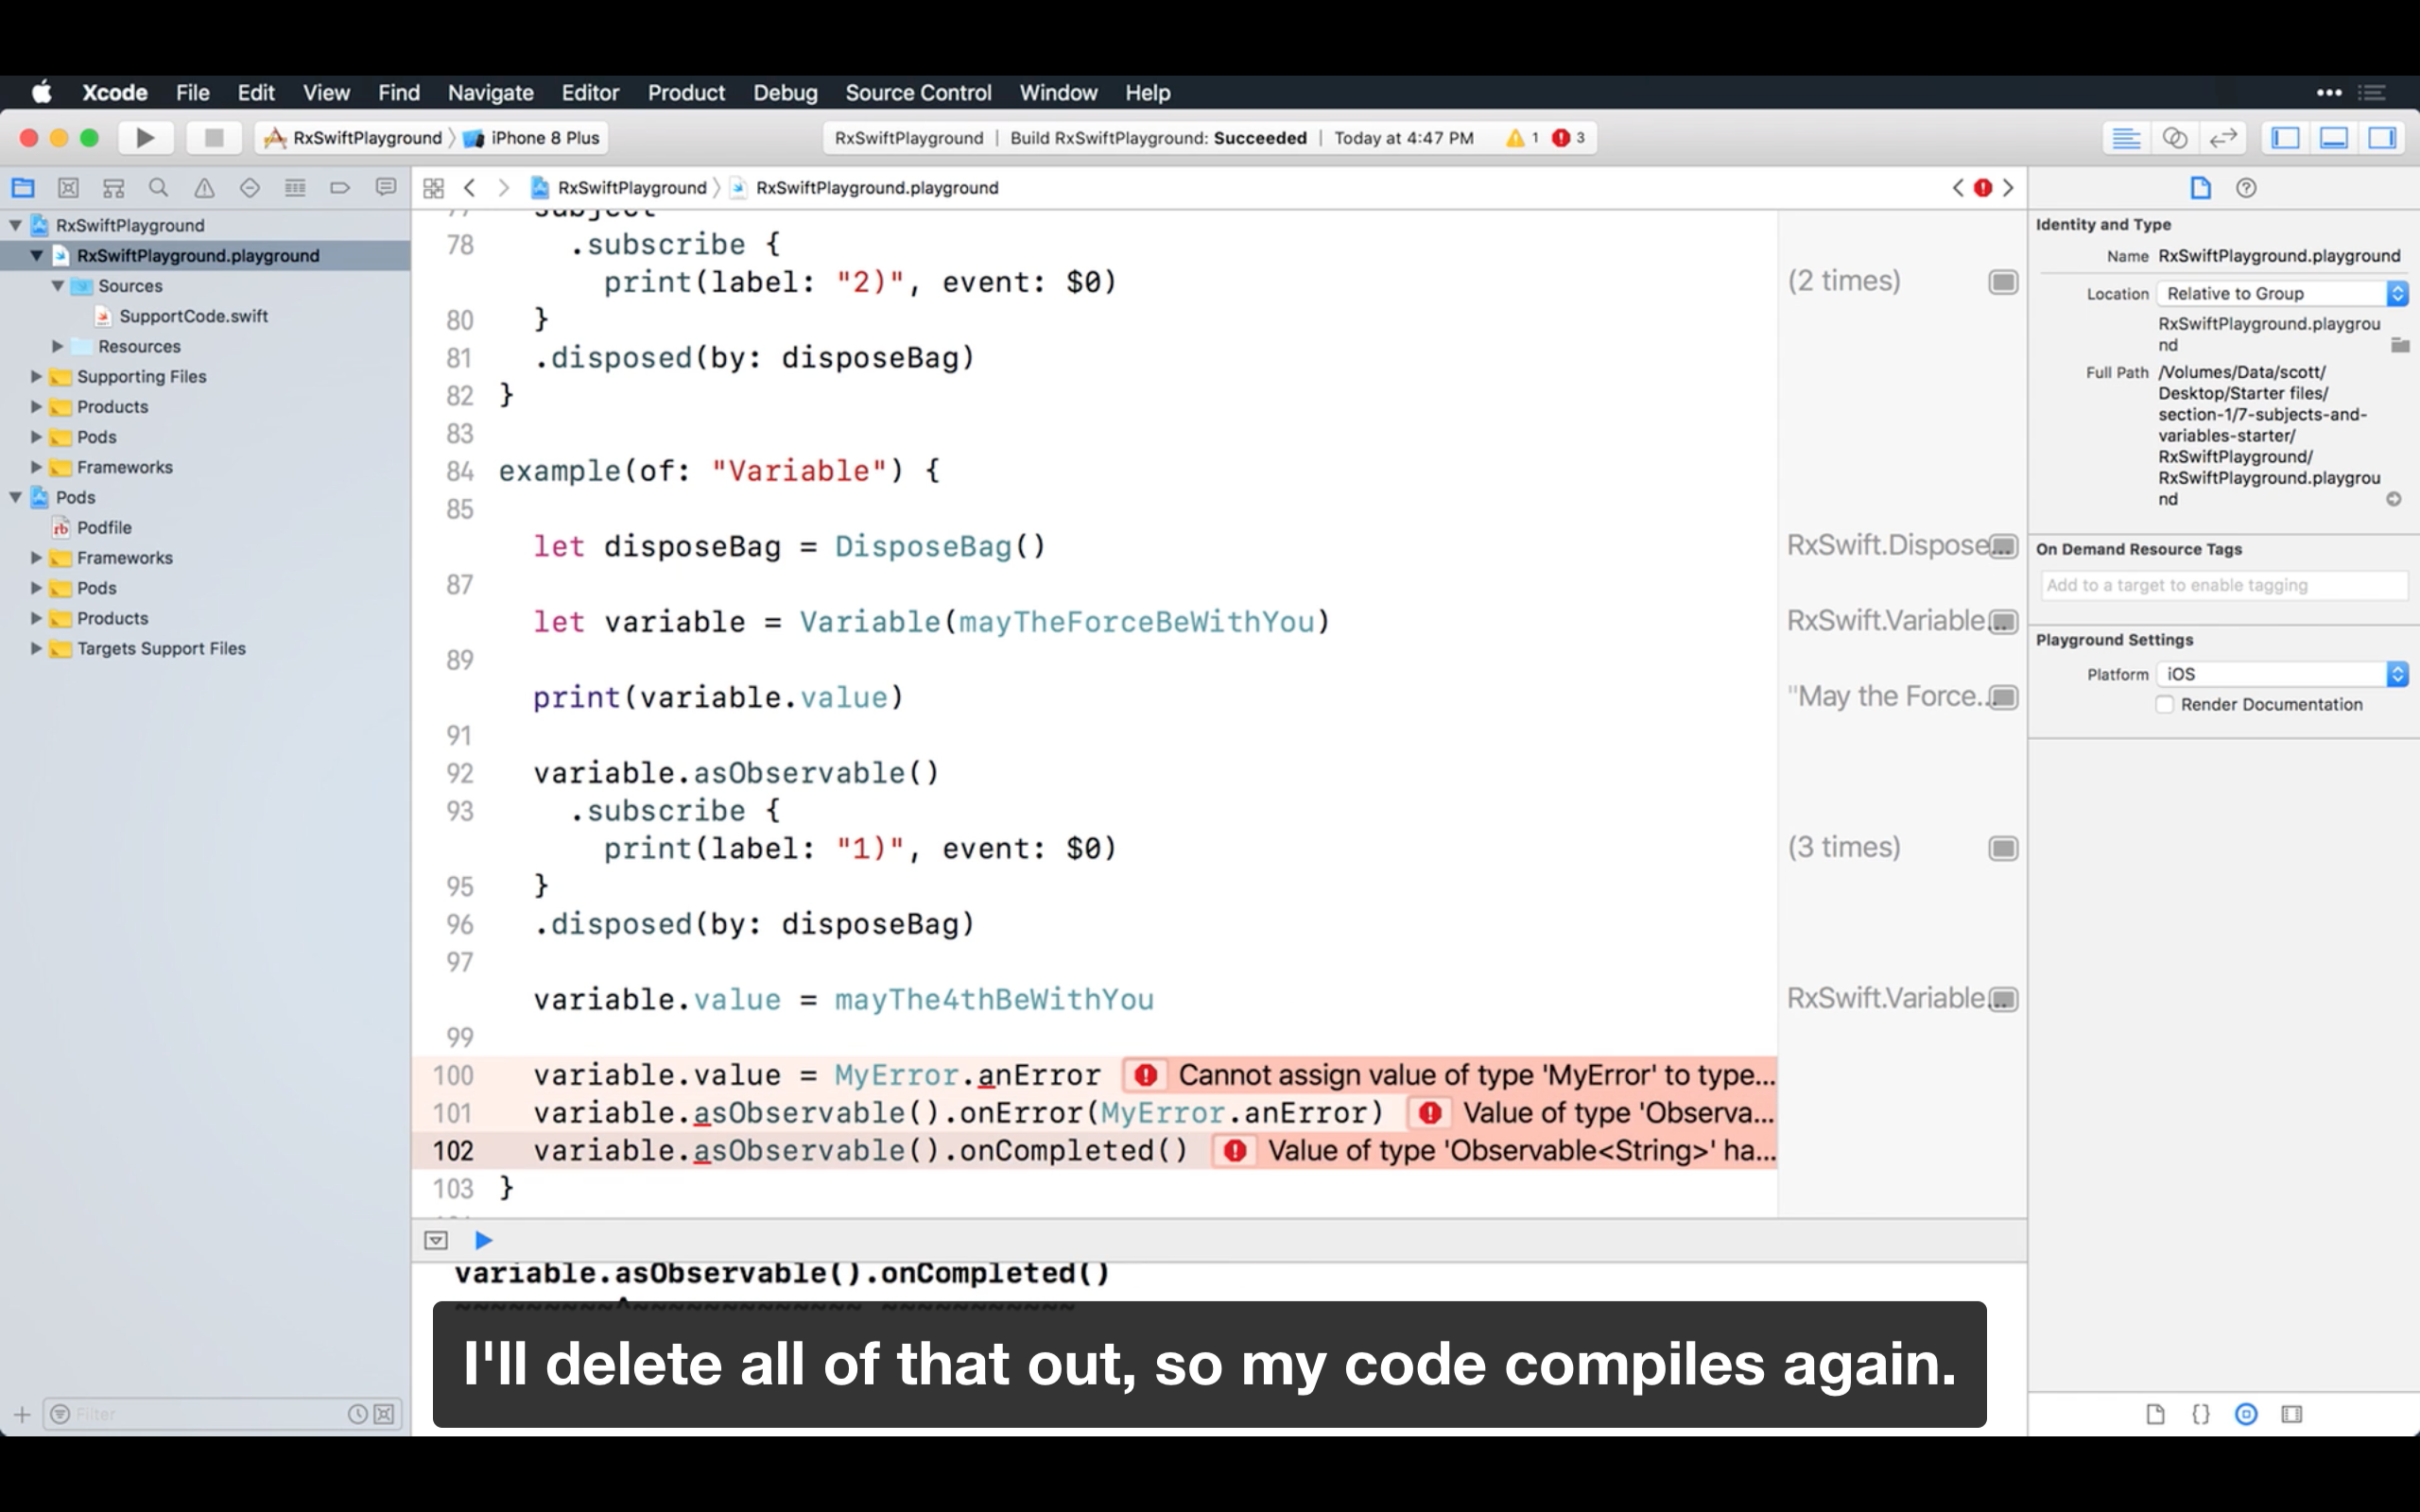 Xcode File Edit View Find Navigate Editor Product Debug Source Control Window Help
RxSwiftPlayground iPhone 8 Plus
RxSwiftPlayground | Build RxSwiftPlayground: Succeeded | Today at 4:47 PM 1 3
RxSwiftPlayground
RxSwiftPlayground.playground
Sources
SupportCode.swift
Resources
Supporting Files
Products
Pods
Frameworks
Pods
Podfile
Frameworks
Pods
Products
Targets Support Files
Filter
RxSwiftPlayground RxSwiftPlayground.playground
77 subject
78 .subscribe {
print(label: "2)", event: $0) (2 times)
80 }
81 .disposed(by: disposeBag)
82 }
83
84 example(of: "Variable") {
85
let disposeBag = DisposeBag() RxSwift.Dispose...
87
let variable = Variable(mayTheForceBeWithYou) RxSwift.Variable...
89
print(variable.value) "May the Force...
91
92 variable.asObservable()
93 .subscribe {
print(label: "1)", event: $0) (3 times)
95 }
96 .disposed(by: disposeBag)
97
variable.value = mayThe4thBeWithYou RxSwift.Variable...
99
100 variable.value = MyError.anError Cannot assign value of type 'MyError' to type...
101 variable.asObservable().onError(MyError.anError) Value of type 'Observa...
102 variable.asObservable().onCompleted() Value of type 'Observable<String>' ha...
103 }
variable.asObservable().onCompleted()
~~~~~~~~~^~~~~~~~~~~~~~ ~~~~~~~~~~~
I'll delete all of that out, so my code compiles again.
Identity and Type
Name RxSwiftPlayground.playground
Location Relative to Group
RxSwiftPlayground.playgrou
nd
Full Path /Volumes/Data/scott/
Desktop/Starter files/
section-1/7-subjects-and-
variables-starter/
RxSwiftPlayground/
RxSwiftPlayground.playgrou
nd
On Demand Resource Tags
Add to a target to enable tagging
Playground Settings
Platform iOS
Render Documentation